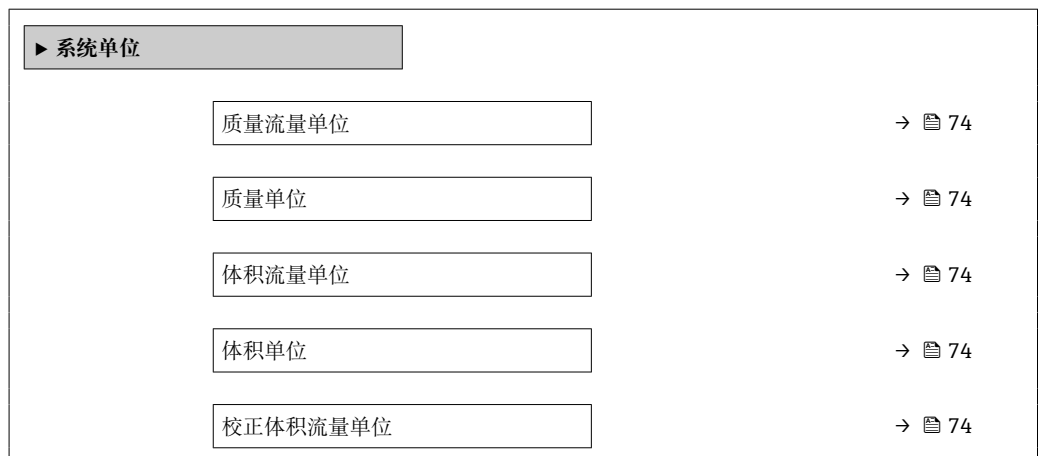 ▶ 系统单位
质量流量单位 → 74
质量单位 → 74
体积流量单位 → 74
体积单位 → 74
校正体积流量单位 → 74